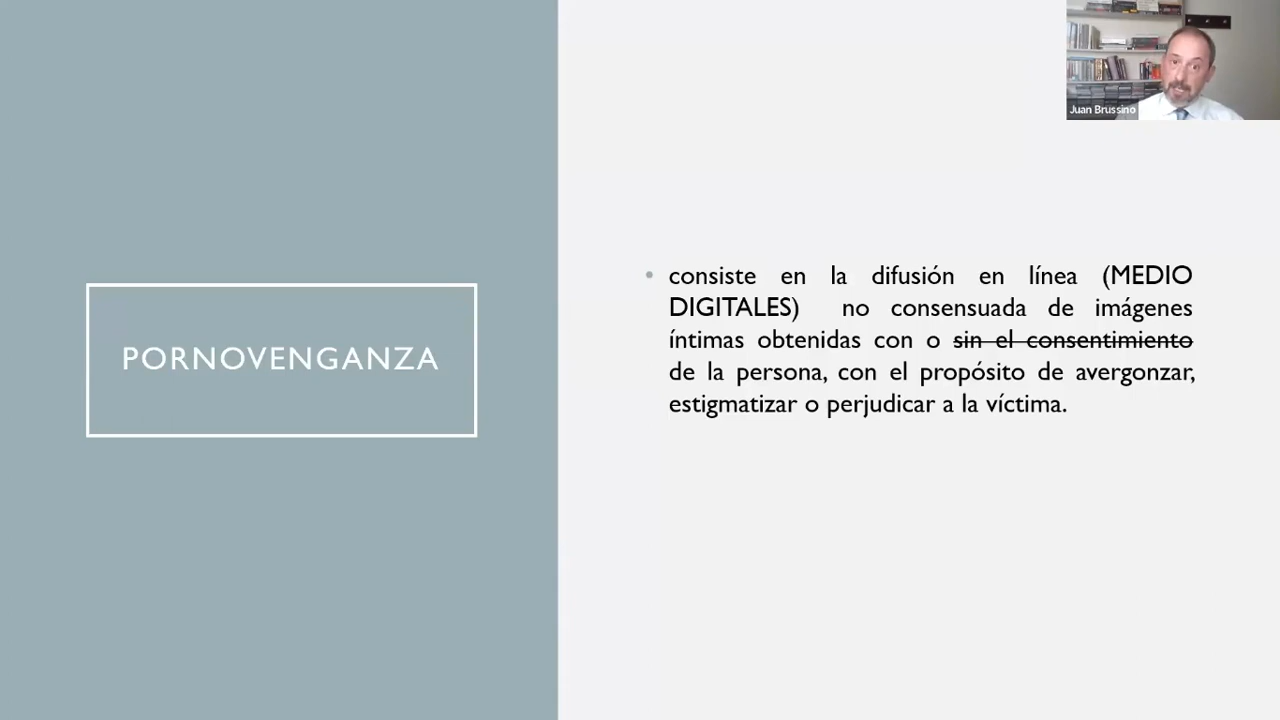 Juan Brussino
PORNOVENGANZA
• consiste en la difusión en línea (MEDIO
DIGITALES) no consensuada de imágenes
íntimas obtenidas con o sin el consentimiento
de la persona, con el propósito de avergonzar,
estigmatizar o perjudicar a la víctima.